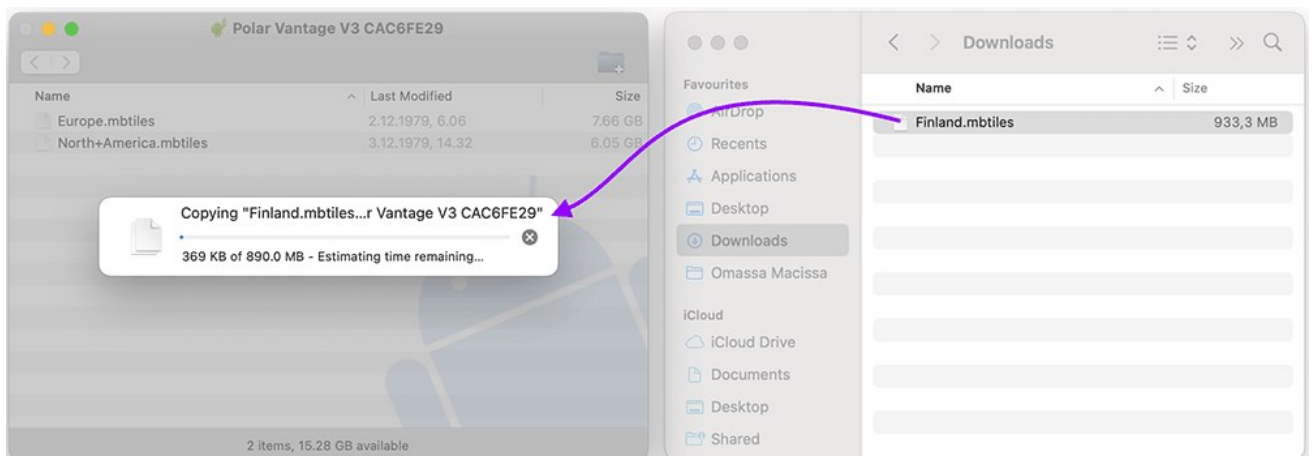 Polar Vantage V3 CAC6FE29
Name Last Modified Size
Europe.mbtiles 2.12.1979, 6.06 7.66 GB
North+America.mbtiles 3.12.1979, 14.32 6.05 GB
Copying "Finland.mbtiles...r Vantage V3 CAC6FE29"
369 KB of 890.0 MB - Estimating time remaining...
2 items, 15.28 GB available
Favourites
AirDrop
Recents
Applications
Desktop
Downloads
Omassa Macissa
iCloud
iCloud Drive
Documents
Desktop
Shared
Downloads
Name Size
Finland.mbtiles 933,3 MB